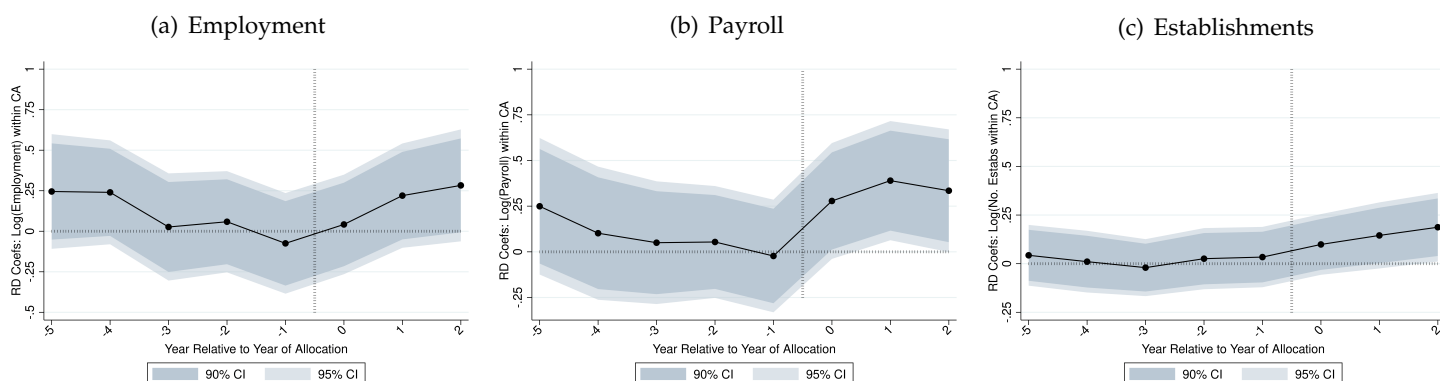 (a) Employment
RD Coefs: Log(Employment) within CA
1
.75
.5
.25
0
-.25
-.5
-5 -4 -3 -2 -1 0 1 2
Year Relative to Year of Allocation
90% CI 95% CI
(b) Payroll
RD Coefs: Log(Payroll) within CA
1
.75
.5
.25
0
-.25
-5 -4 -3 -2 -1 0 1 2
Year Relative to Year of Allocation
90% CI 95% CI
(c) Establishments
RD Coefs: Log(No. Estabs within CA)
1
.75
.5
.25
0
-.25
-5 -4 -3 -2 -1 0 1 2
Year Relative to Year of Allocation
90% CI 95% CI